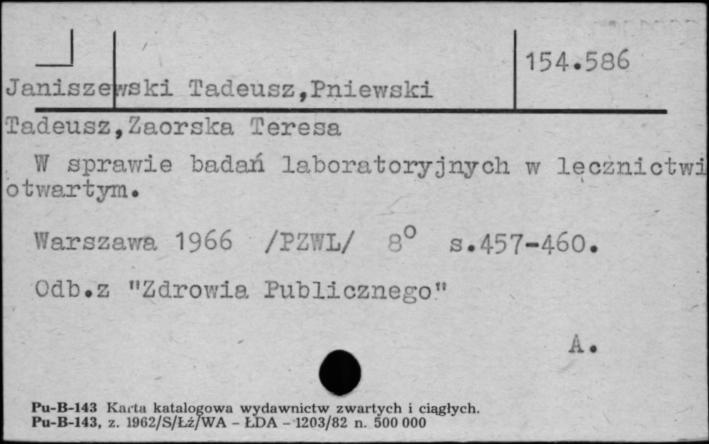 154.586
Janiszewski Tadeusz,Pniewski
Tadeusz,Zaorska Teresa
W sprawie badań laboratoryjnych w lęcznictwi
otwartym.
Warszawa 1966 /PZWL/ 8° s.457-460.
Odb.z "Zdrowia Publicznego"
A.
Pu-B-143 Karta katalogowa wydawnictw zwartych i ciągłych.
Pu-B-143, z. 1962/S/Łź/WA - ŁDA - 1203/82 n. 500 000